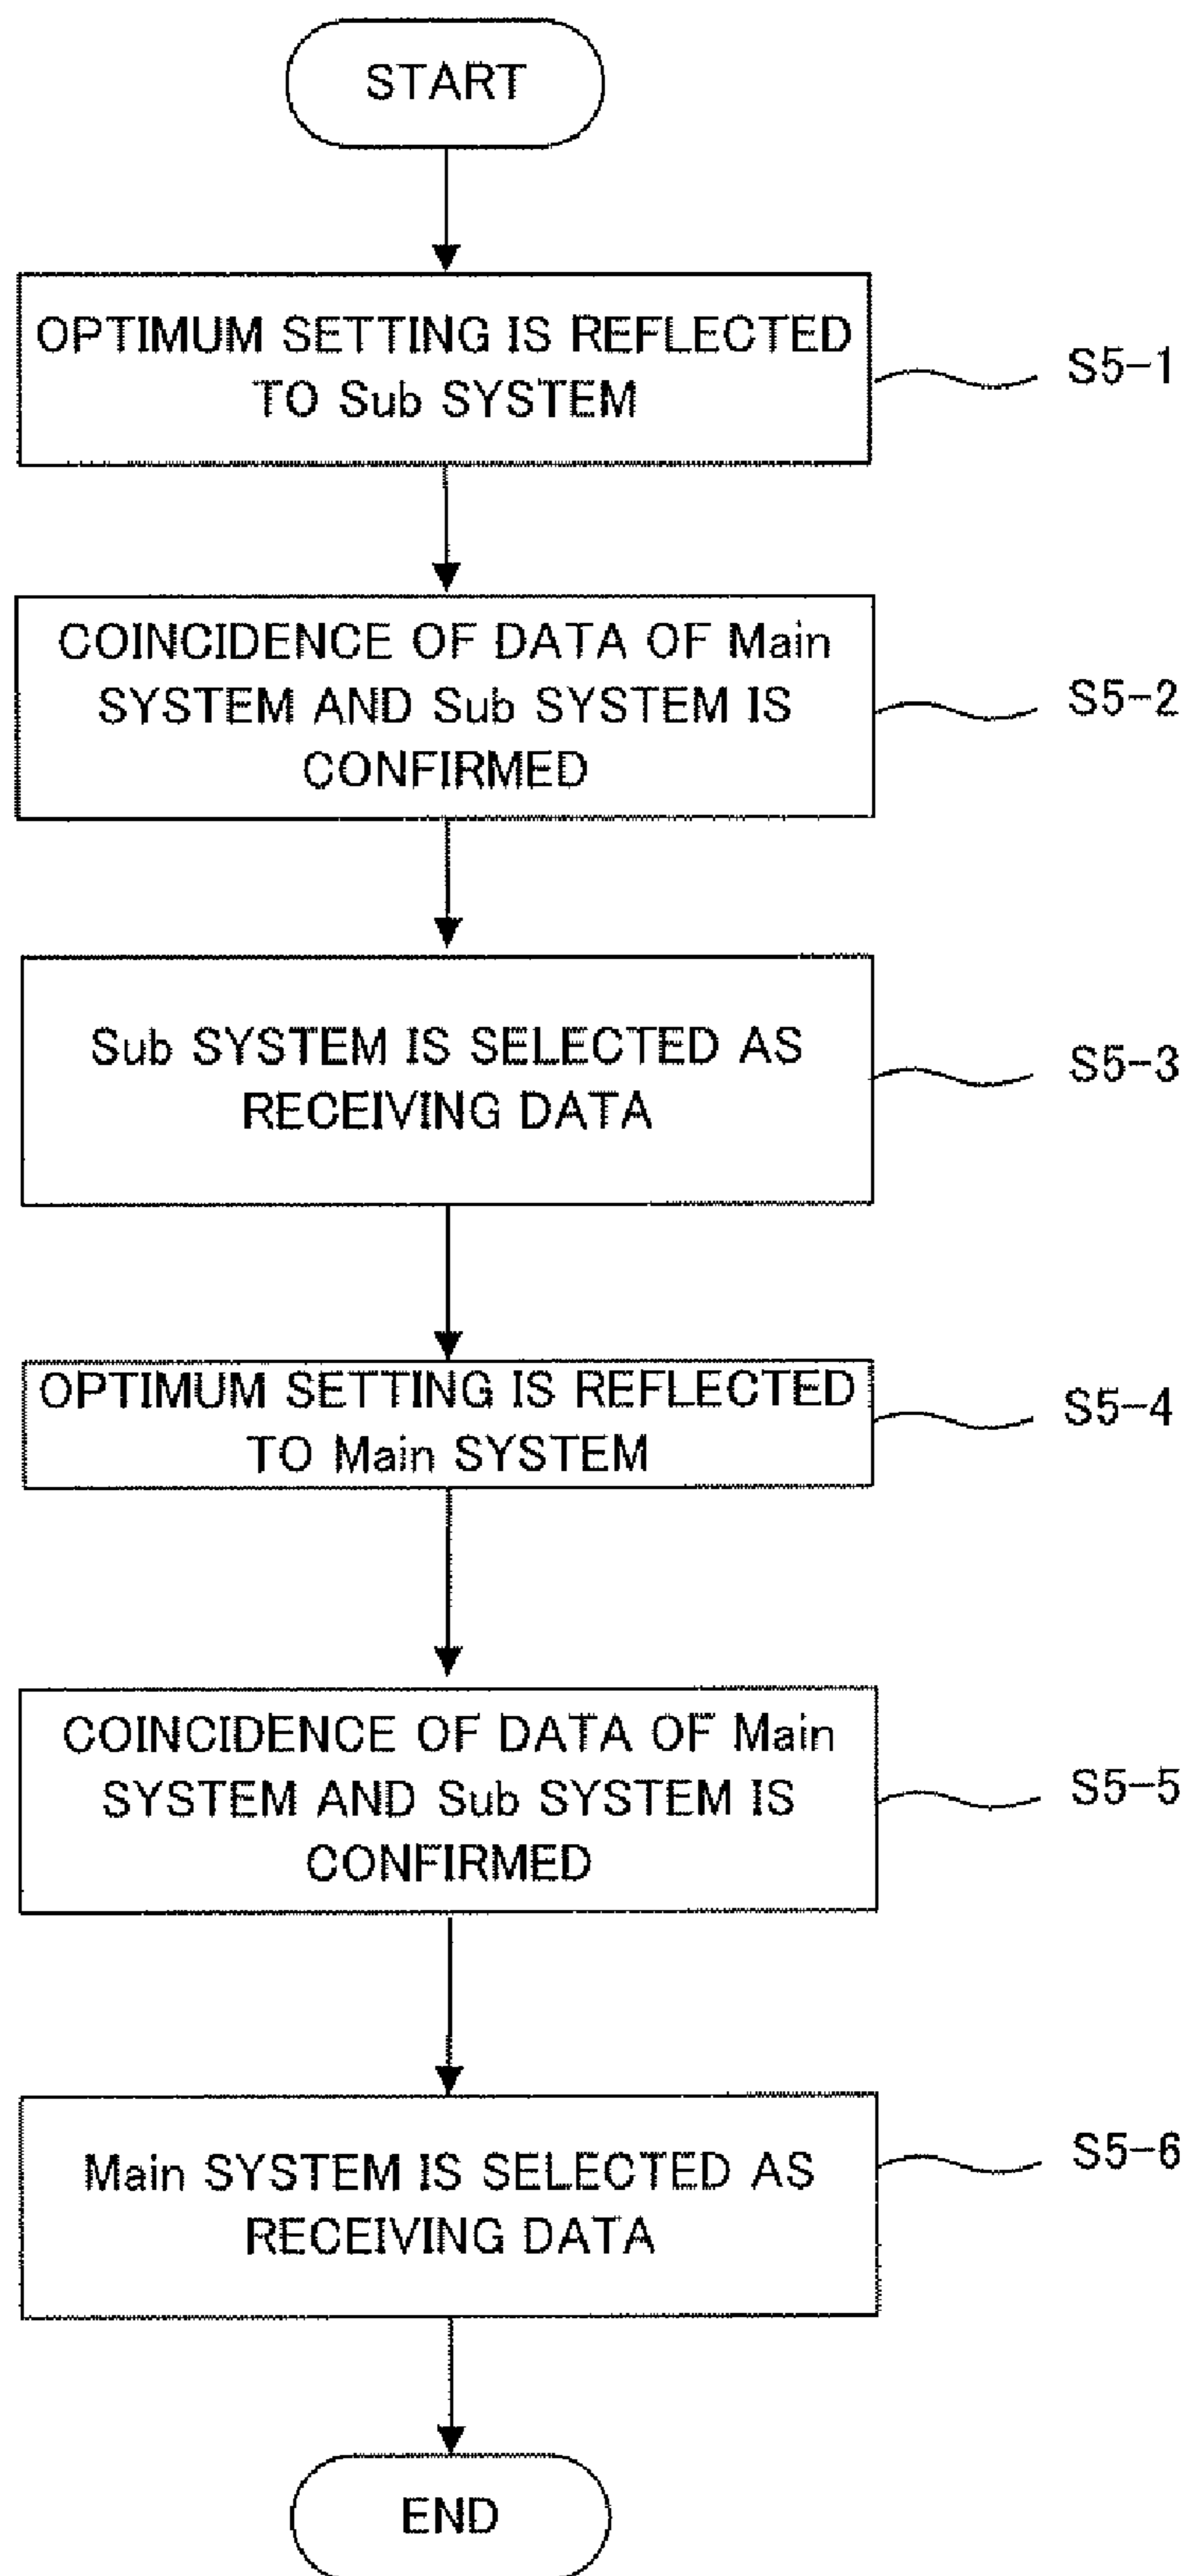 START
OPTIMUM SETTING IS REFLECTED
TO Sub SYSTEM
S5-1
COINCIDENCE OF DATA OF Main
SYSTEM AND Sub SYSTEM IS
CONFIRMED
S5-2
Sub SYSTEM IS SELECTED AS
RECEIVING DATA
S5-3
OPTIMUM SETTING IS REFLECTED
TO Main SYSTEM
S5-4
COINCIDENCE OF DATA OF Main
SYSTEM AND Sub SYSTEM IS
CONFIRMED
S5-5
Main SYSTEM IS SELECTED AS
RECEIVING DATA
S5-6
END